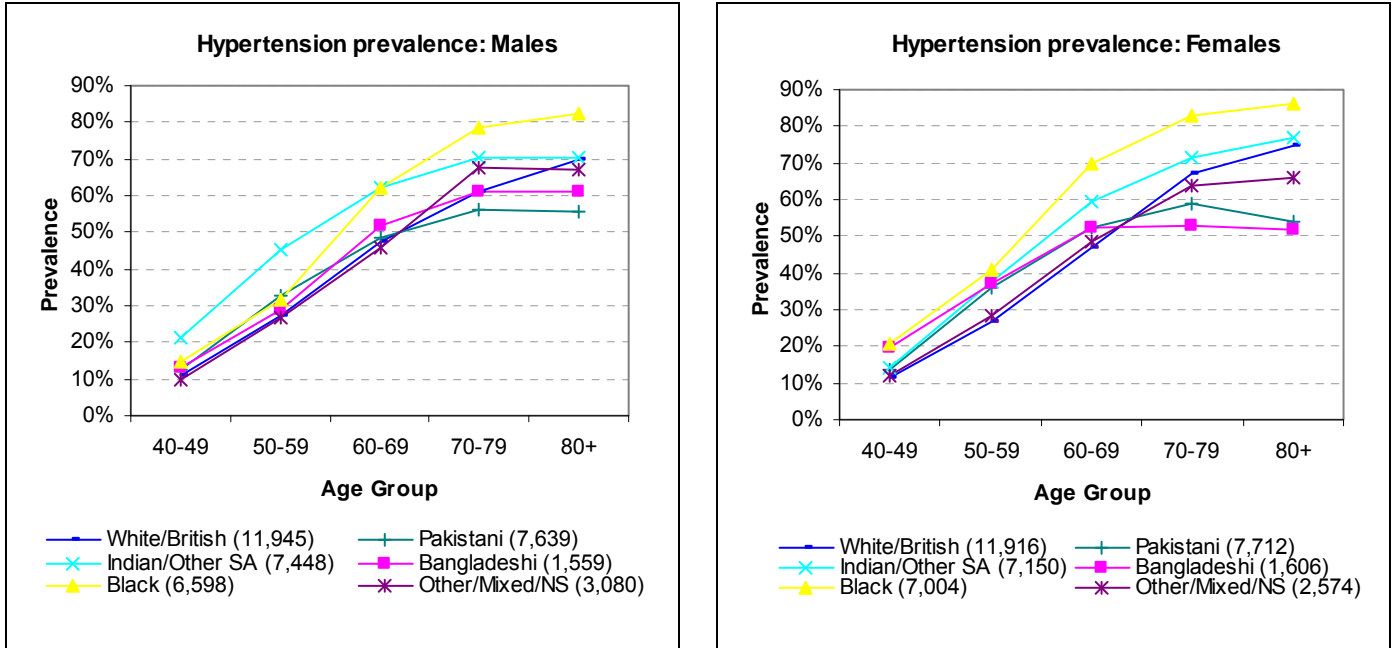 Hypertension prevalence: Males
90%
80%
70%
60%
50%
40%
30%
20%
10%
0%
Prevalence
40-49 50-59 60-69 70-79 80+
Age Group
White/British (11,945) Pakistani (7,639)
Indian/Other SA (7,448) Bangladeshi (1,559)
Black (6,598) Other/Mixed/NS (3,080)
Hypertension prevalence: Females
90%
80%
70%
60%
50%
40%
30%
20%
10%
0%
Prevalence
40-49 50-59 60-69 70-79 80+
Age Group
White/British (11,916) Pakistani (7,712)
Indian/Other SA (7,150) Bangladeshi (1,606)
Black (7,004) Other/Mixed/NS (2,574)